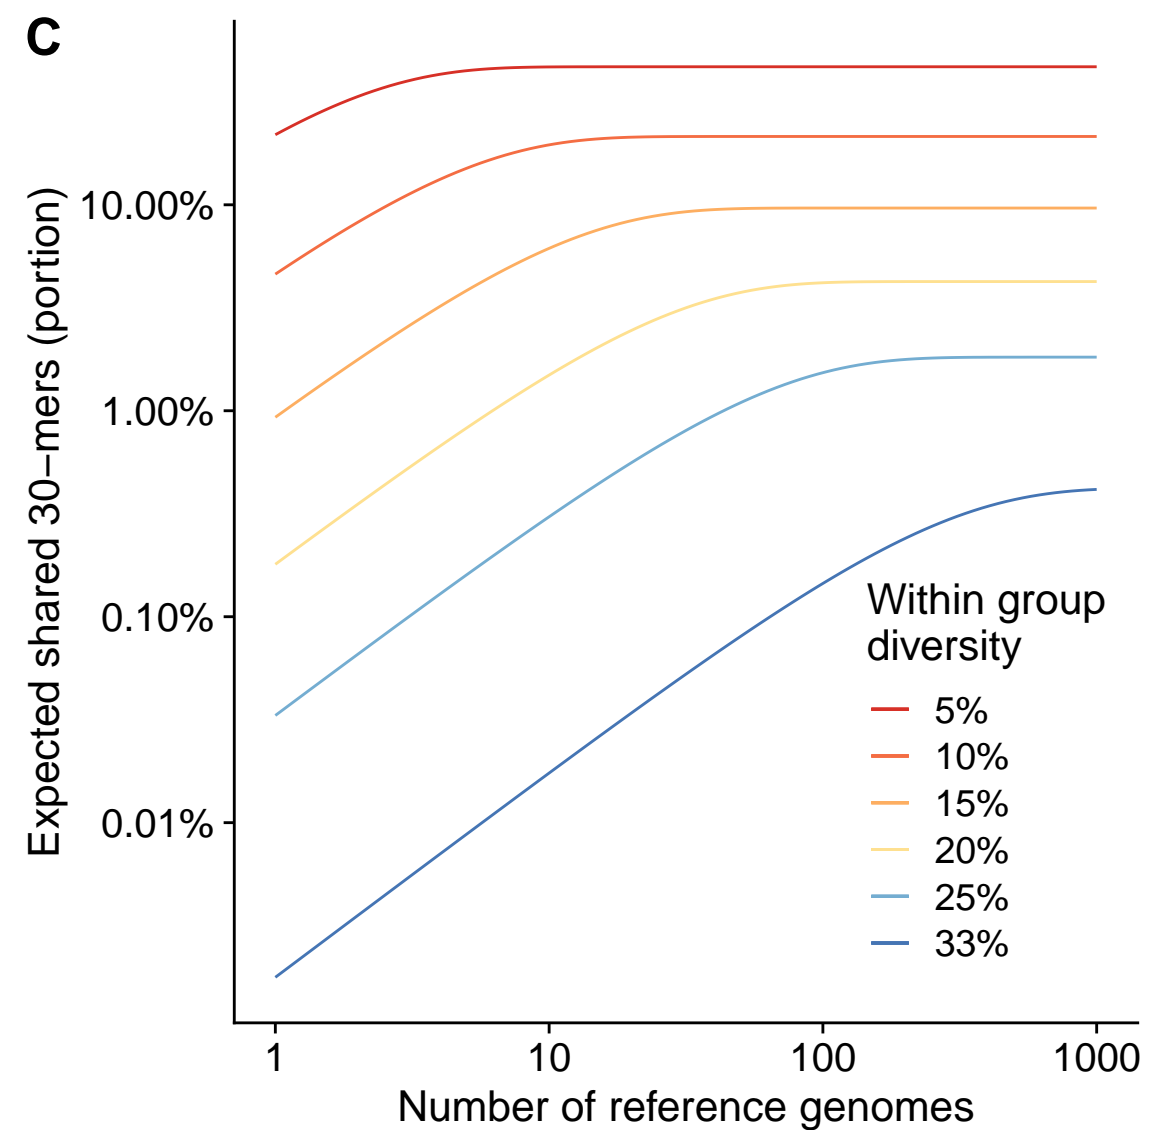 C
Expected shared 30−mers (portion)
10.00%
1.00%
0.10%
0.01%
Within group
diversity
5%
10%
15%
20%
25%
33%
1
10
100
1000
Number of reference genomes